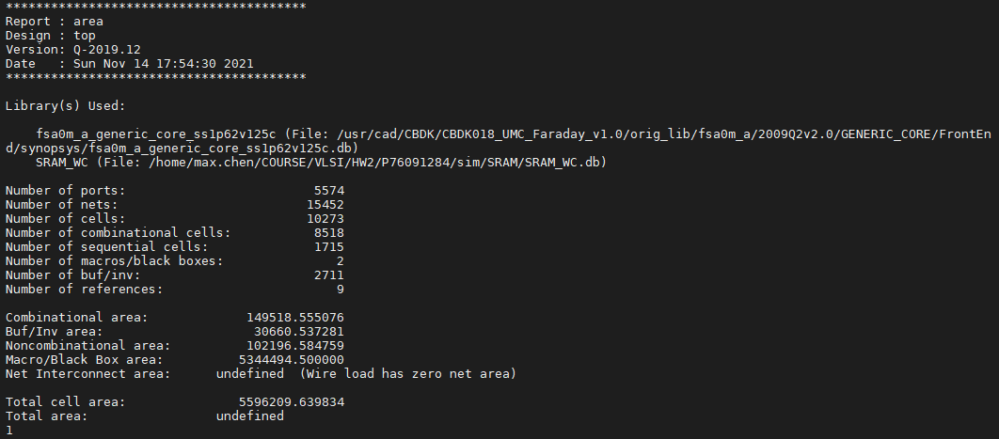 ****************************************
Report : area
Design : top
Version: Q-2019.12
Date   : Sun Nov 14 17:54:30 2021
****************************************
Library(s) Used:
fsa0m_a_generic_core_ss1p62v125c (File: /usr/cad/CBDK/CBDK018_UMC_Faraday_v1.0/orig_lib/fsa0m_a/2009Q2v2.0/GENERIC_CORE/FrontEn
d/synopsys/fsa0m_a_generic_core_ss1p62v125c.db)
SRAM_WC (File: /home/max.chen/COURSE/VLSI/HW2/P76091284/sim/SRAM/SRAM_WC.db)
Number of ports: 5574
Number of nets: 15452
Number of cells: 10273
Number of combinational cells: 8518
Number of sequential cells: 1715
Number of macros/black boxes: 2
Number of buf/inv: 2711
Number of references: 9
Combinational area: 149518.555076
Buf/Inv area: 30660.537281
Noncombinational area: 102196.584759
Macro/Black Box area: 5344494.500000
Net Interconnect area: undefined (Wire load has zero net area)
Total cell area: 5596209.639834
Total area: undefined
1